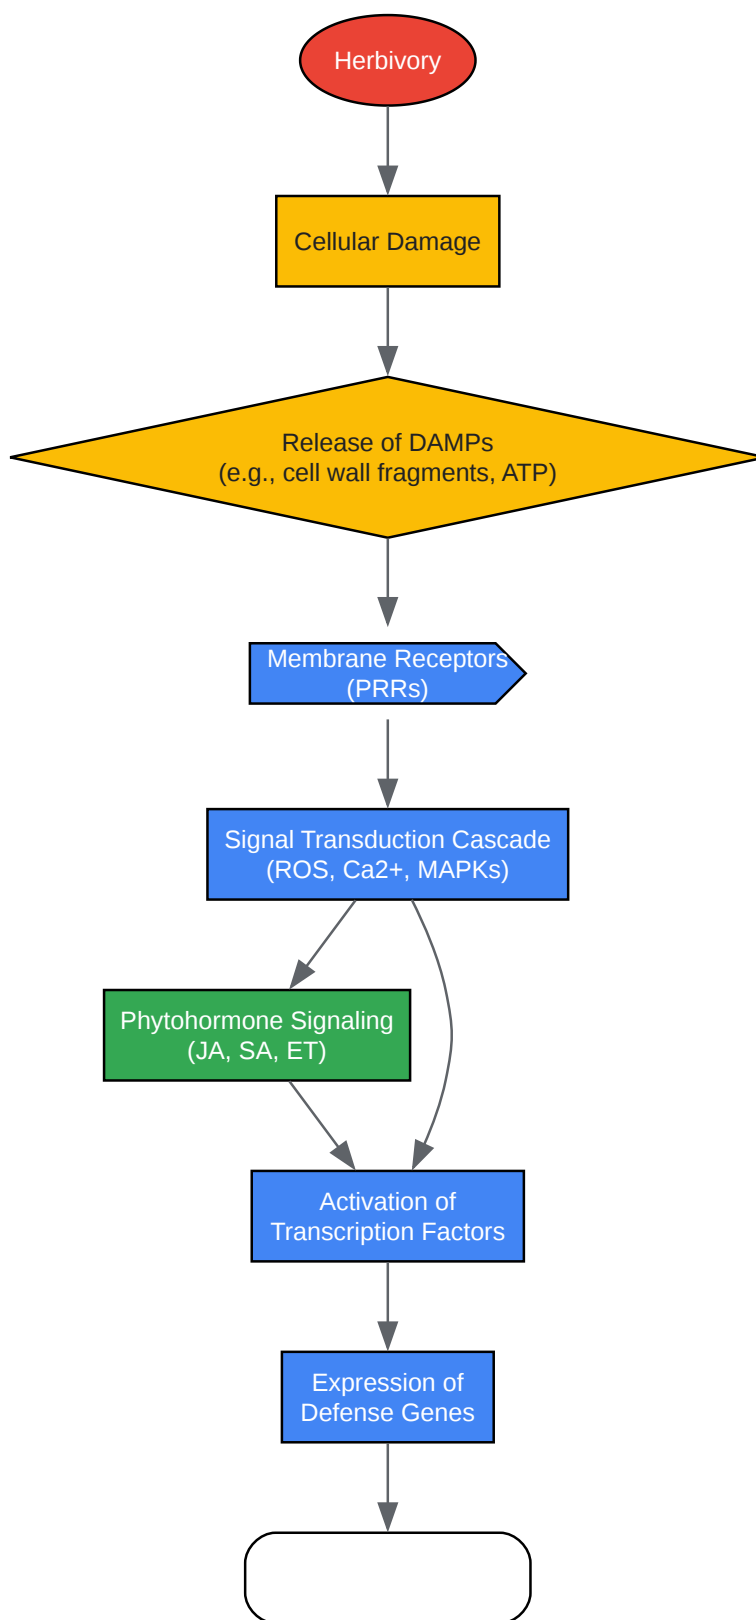 Herbivory
Cellular Damage
Release of DAMPs
(e.g., cell wall fragments, ATP)
Membrane Receptors
(PRRs)
Signal Transduction Cascade
(ROS, Ca2+, MAPKs)
Phytohormone Signaling
(JA, SA, ET)
Activation of
Transcription Factors
Expression of
Defense Genes